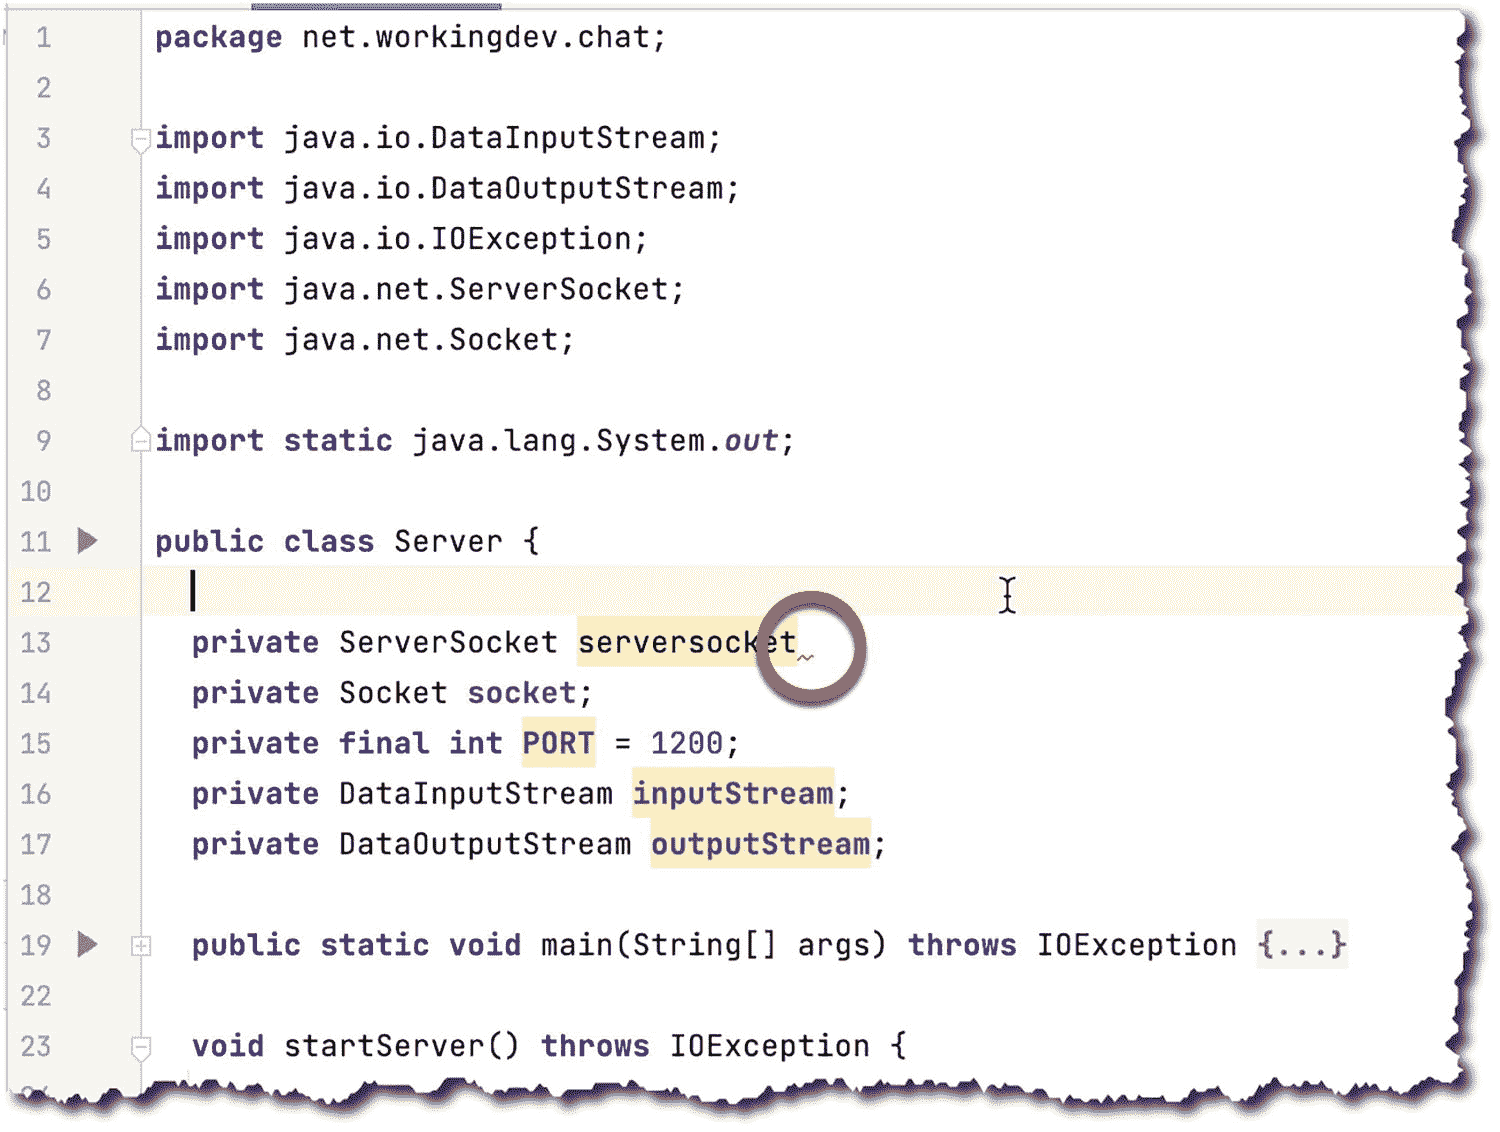 1 package net.workingdev.chat;
2
3 import java.io.DataInputStream;
4 import java.io.DataOutputStream;
5 import java.io.IOException;
6 import java.net.ServerSocket;
7 import java.net.Socket;
8
9 import static java.lang.System.out;
10
11 public class Server {
12
13 private ServerSocket serversocket
14 private Socket socket;
15 private final int PORT = 1200;
16 private DataInputStream inputStream;
17 private DataOutputStream outputStream;
18
19 public static void main(String[] args) throws IOException {...}
22
23 void startServer() throws IOException {